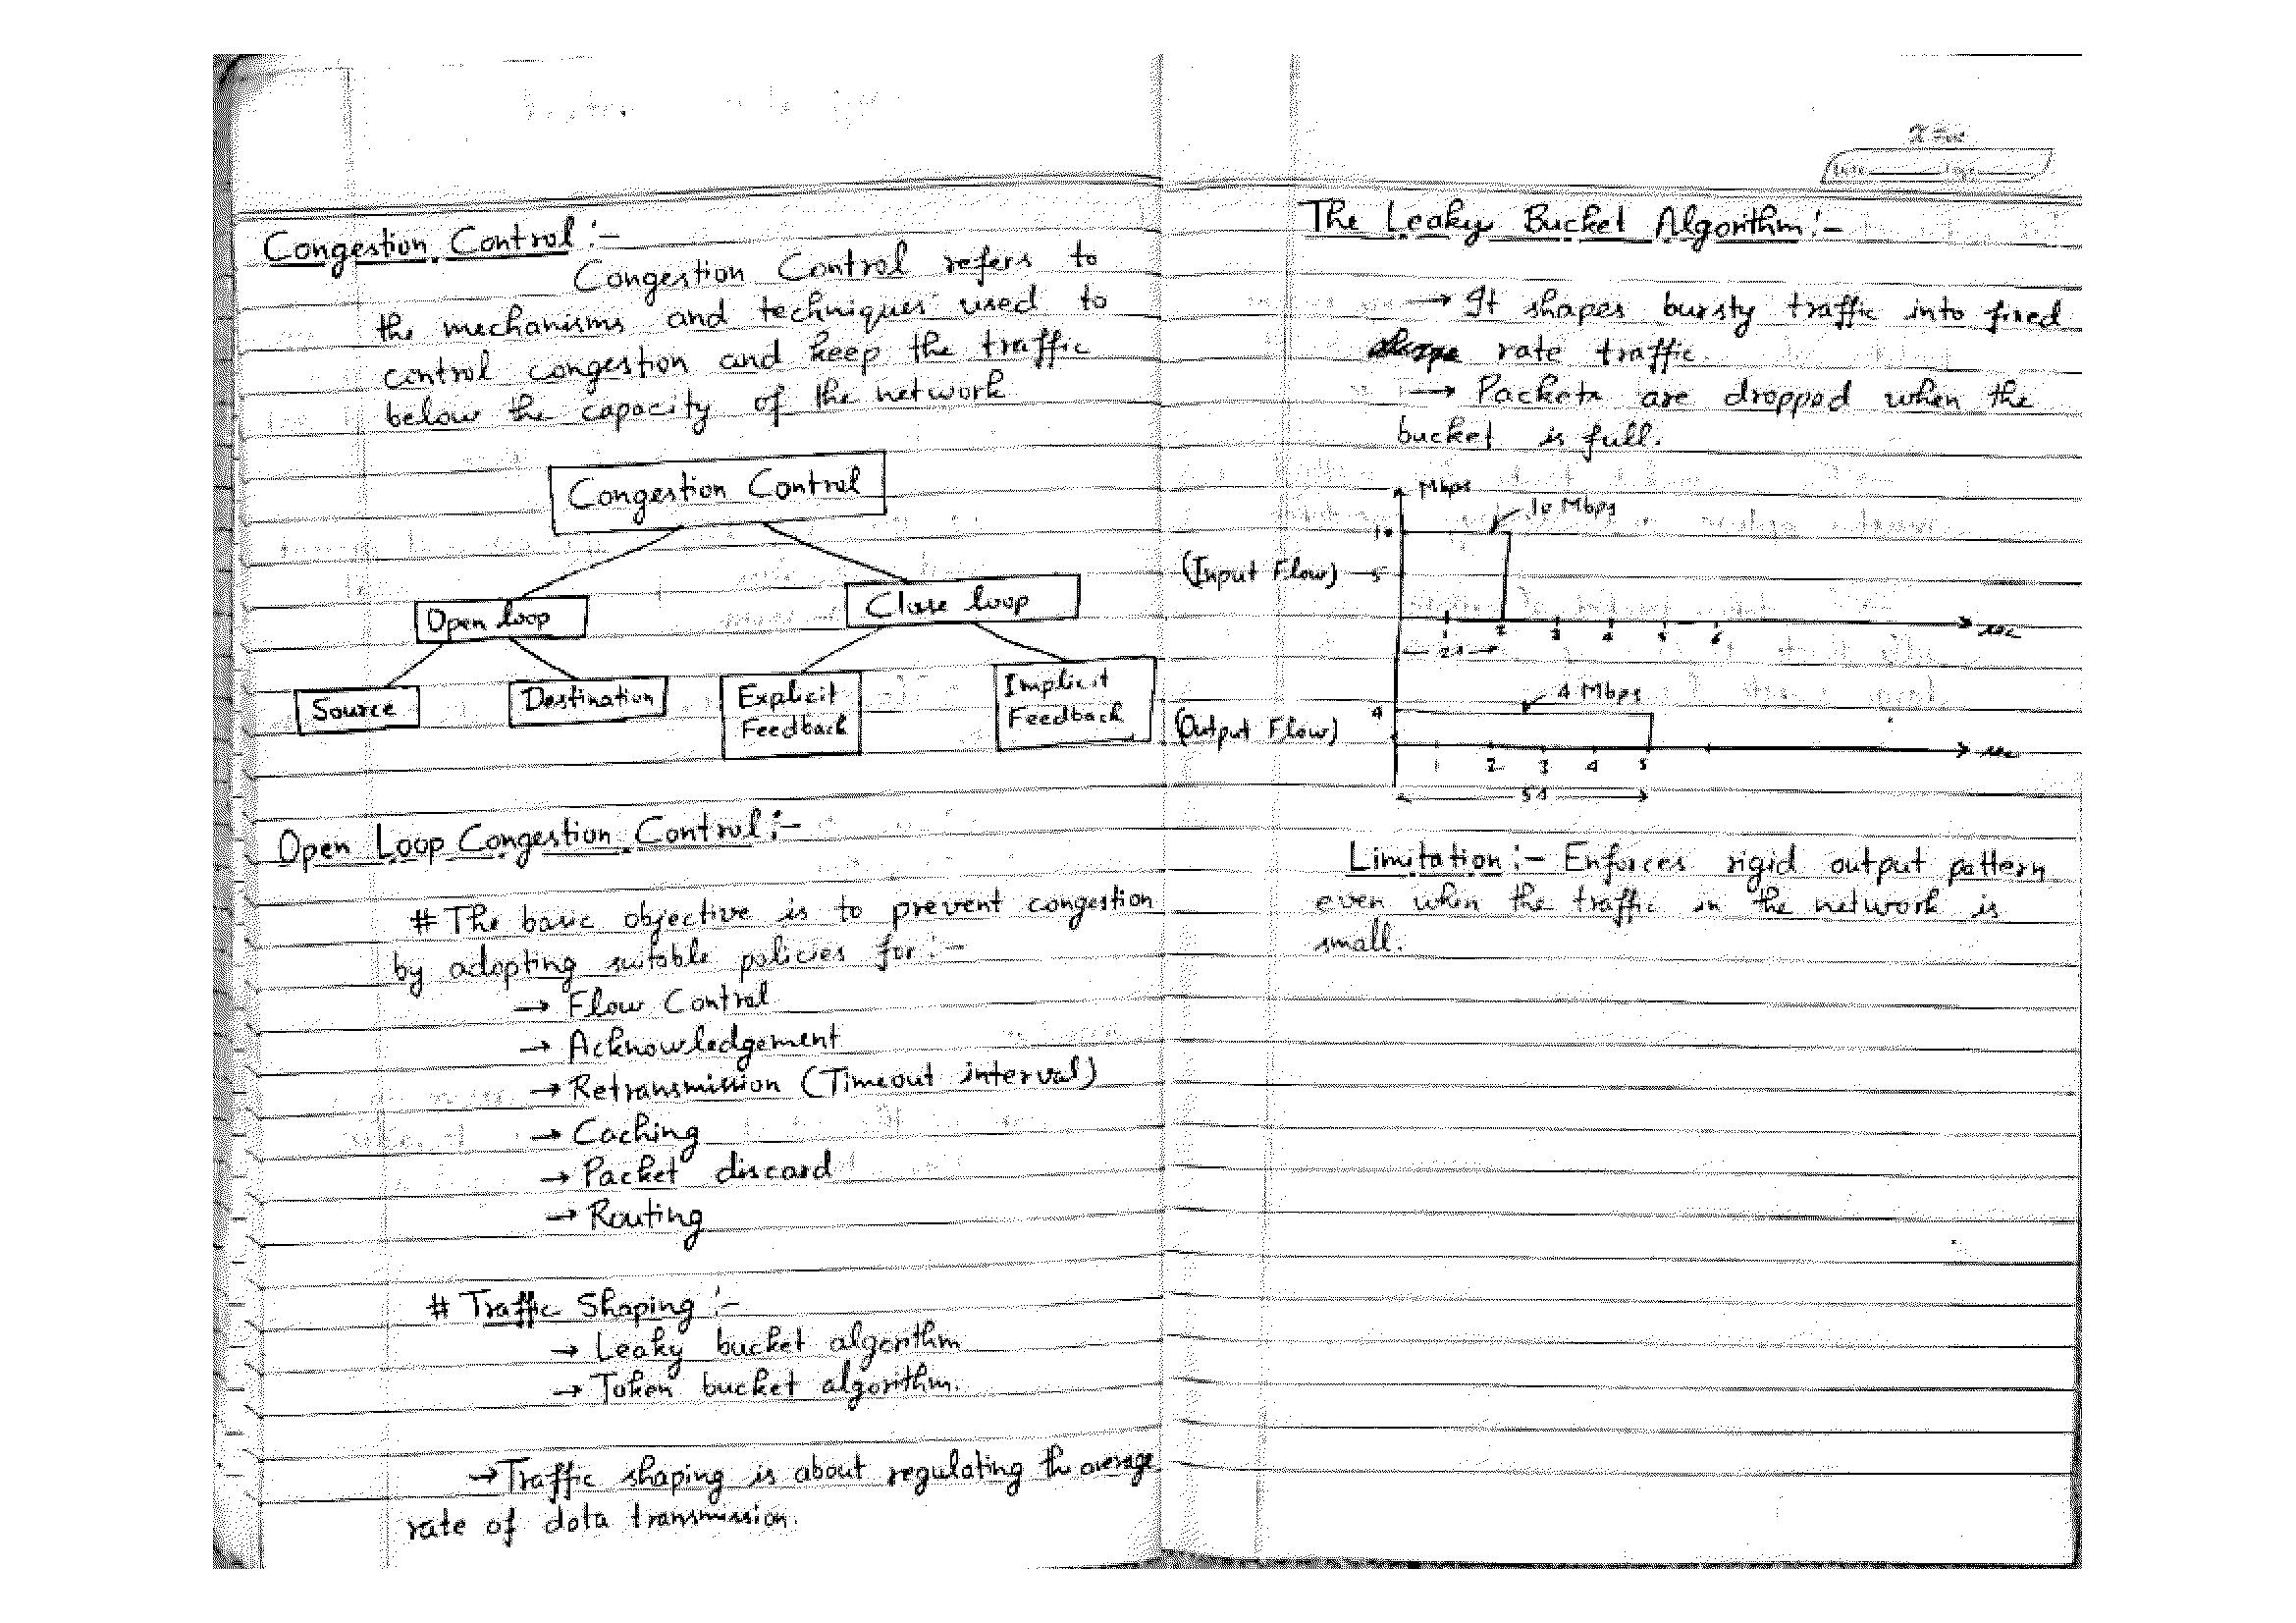 Congestion Control :-
Congestion Control refers to
the mechanisms and techniques used to
control congestion and keep the traffic
below the capacity of the network
Congestion Control
Open loop
Close loop
Source
Destination
Explicit
Feedback
Implicit
Feedback
Open Loop Congestion Control :-
# The basic objective is to prevent congestion
by adopting suitable policies for :-
→ Flow Control
→ Acknowledgement
→ Retransmission (Timeout interval)
→ Caching
→ Packet discard
→ Routing
# Traffic Shaping :-
→ Leaky bucket algorithm
→ Token bucket algorithm.
→ Traffic shaping is about regulating the average
rate of data transmission.
The Leaky Bucket Algorithm :-
→ It shapes bursty traffic into fixed
rate traffic.
→ Packets are dropped when the
bucket is full.
Mbps
10 Mbps
10
(Input Flow) 5
1 2 3 4 5 6 sec
2s
4 Mbps
4
(Output Flow)
sec
1 2 3 4 5
5s
Limitation :- Enforces rigid output pattern
even when the traffic in the network is
small.